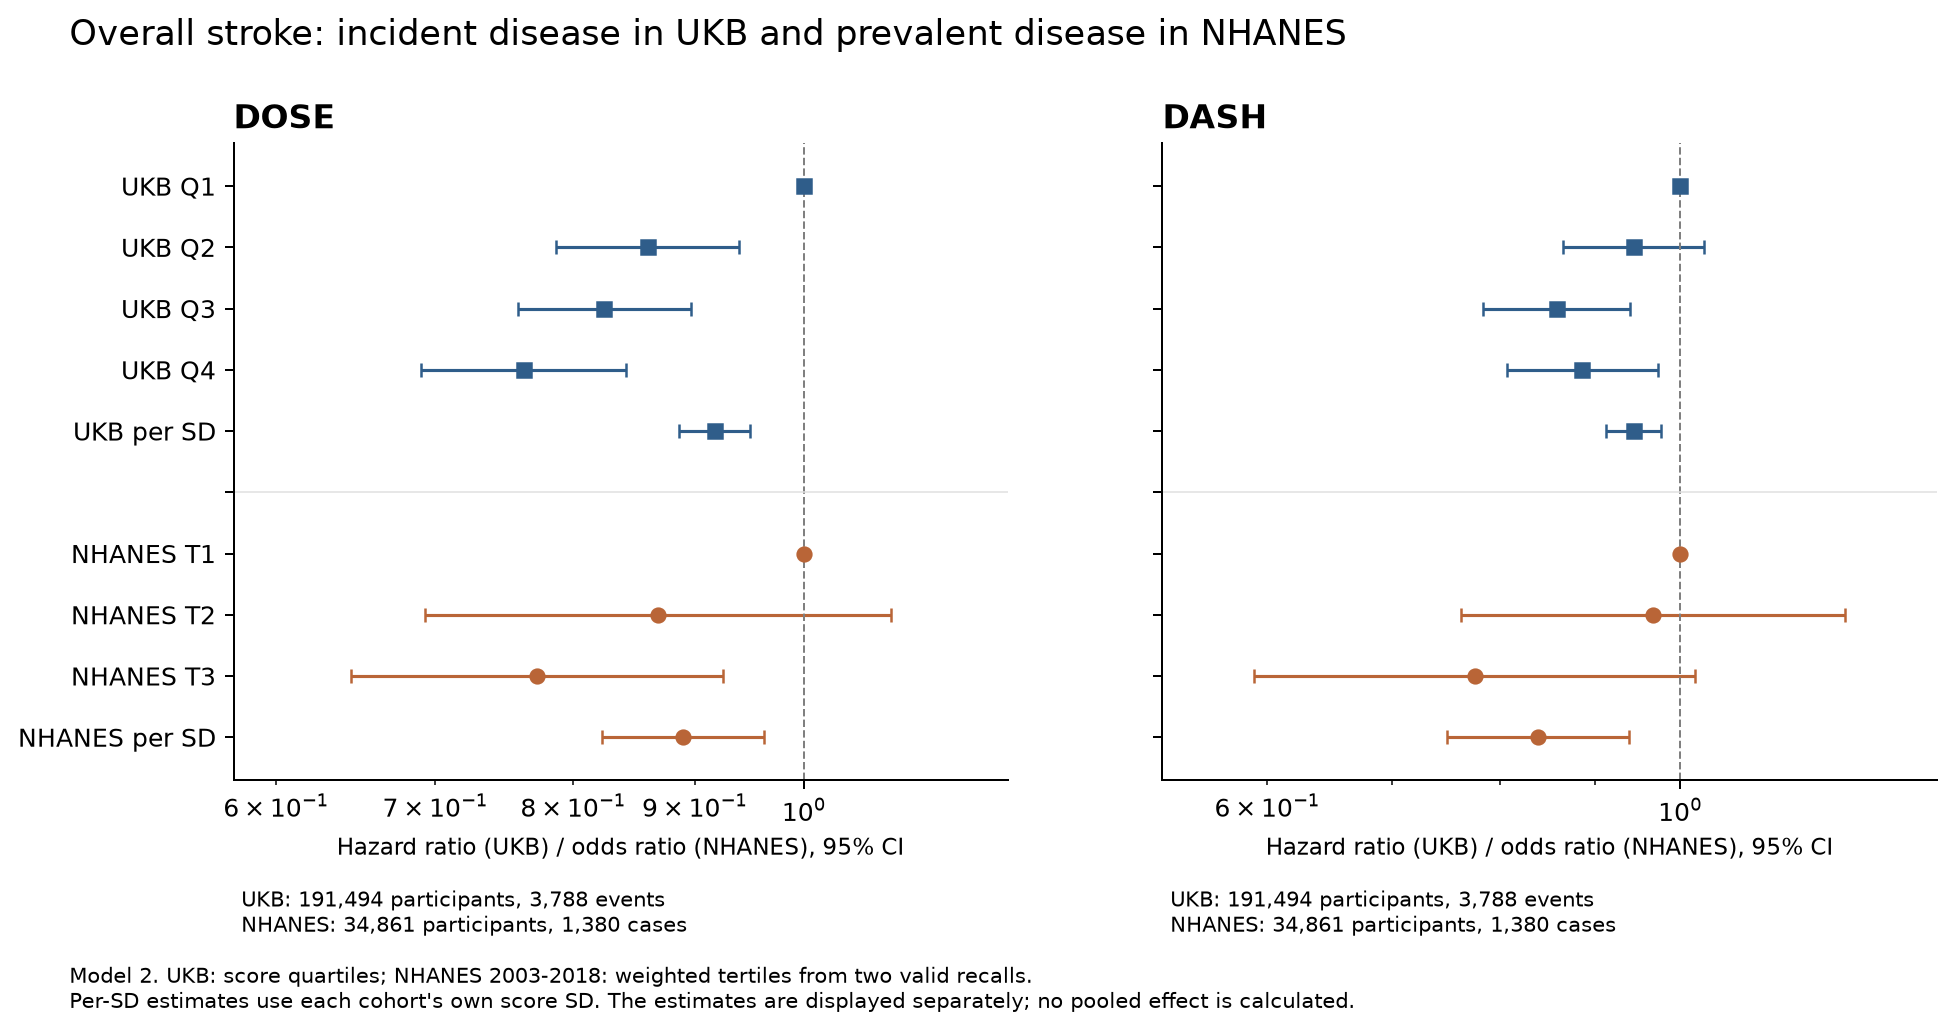 Overall stroke: incident disease in UKB and prevalent disease in NHANES
DOSE
UKB Q1
UKB Q2
UKB Q3
UKB Q4
UKB per SD
NHANES T1
NHANES T2
NHANES T3
NHANES per SD
6 × 10⁻¹ 7 × 10⁻¹ 8 × 10⁻¹ 9 × 10⁻¹ 10⁰
Hazard ratio (UKB) / odds ratio (NHANES), 95% CI
UKB: 191,494 participants, 3,788 events
NHANES: 34,861 participants, 1,380 cases
DASH
6 × 10⁻¹ 10⁰
Hazard ratio (UKB) / odds ratio (NHANES), 95% CI
UKB: 191,494 participants, 3,788 events
NHANES: 34,861 participants, 1,380 cases
Model 2. UKB: score quartiles; NHANES 2003-2018: weighted tertiles from two valid recalls.
Per-SD estimates use each cohort's own score SD. The estimates are displayed separately; no pooled effect is calculated.